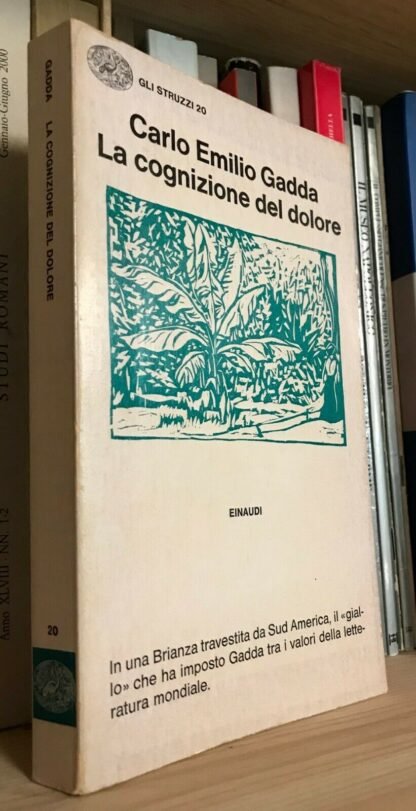 GLI STRUZZI 20
Carlo Emilio Gadda
La cognizione del dolore
EINAUDI
In una Brianza travestita da Sud America, il «gial-
lo» che ha imposto Gadda tra i valori della lette-
ratura mondiale.
GADDA LA COGNIZIONE DEL DOLORE
20
Gennaio-Giugno 2000
STUDI ROMANI
Anno XLVIII - NN. 1-2